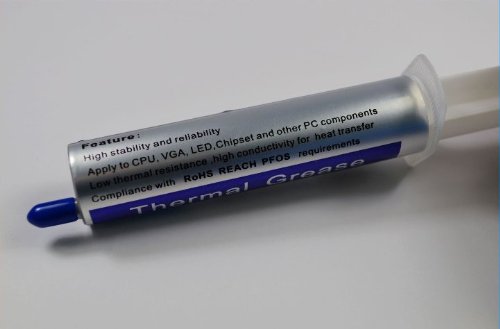 Feature:
High stability and reliability
Apply to CPU, VGA, LED,Chipset and other PC components
Low thermal resistance ,high conductivity for heat transfer
Compliance with RoHS REACH PFOS requirements
Thermal Grease